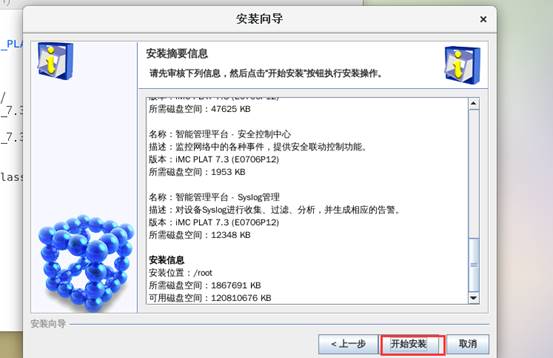 安装向导
_PLA
/
_7.3
_7.3
lass
安装摘要信息
请先审核下列信息，然后点击“开始安装”按钮执行安装操作。
版本：iMC PLAT 7.3 (E0706P12)
所需磁盘空间：47625 KB
名称：智能管理平台 - 安全控制中心
描述：监控网络中的各种事件，提供安全联动控制功能。
版本：iMC PLAT 7.3 (E0706P12)
所需磁盘空间：1953 KB
名称：智能管理平台 - Syslog管理
描述：对设备Syslog进行收集、过滤、分析，并生成相应的告警。
版本：iMC PLAT 7.3 (E0706P12)
所需磁盘空间：12348 KB
安装信息
安装位置：/root
所需磁盘空间：1867691 KB
可用磁盘空间：120810676 KB
安装向导
< 上一步 开始安装 取消